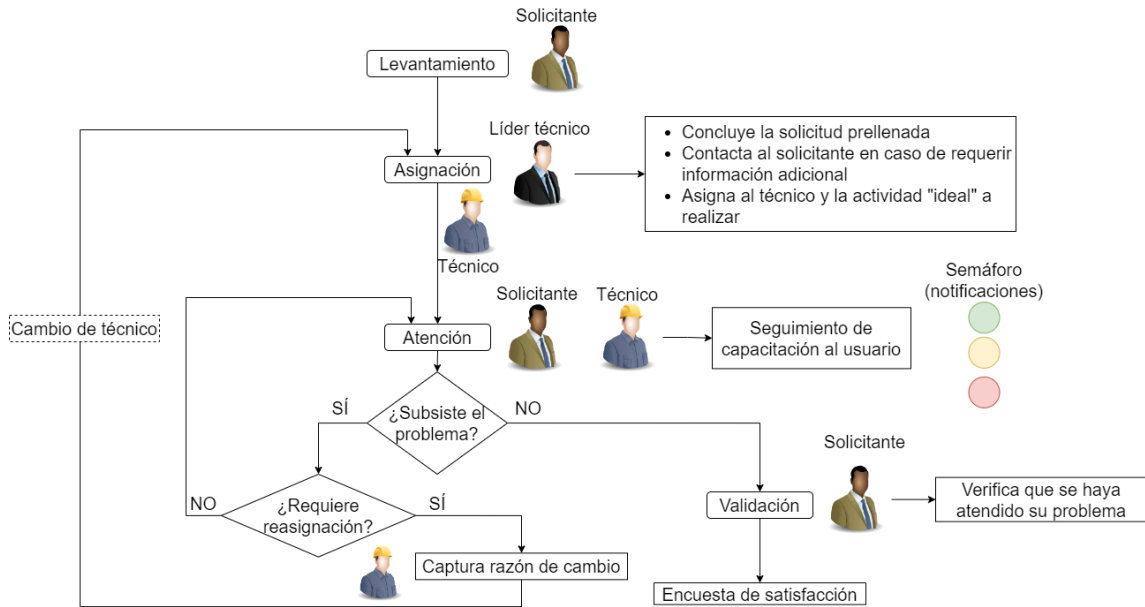 Solicitante
Levantamiento
Líder técnico
• Concluye la solicitud prellenada
• Contacta al solicitante en caso de requerir
información adicional
• Asigna al técnico y la actividad "ideal" a
realizar
Asignación
Técnico
Semáforo
(notificaciones)
Solicitante
Técnico
Cambio de técnico
Atención
Seguimiento de
capacitación al usuario
SÍ
¿Subsiste el
problema?
NO
Solicitante
NO
¿Requiere
reasignación?
SÍ
Validación
Verifica que se haya
atendido su problema
Captura razón de cambio
Encuesta de satisfacción